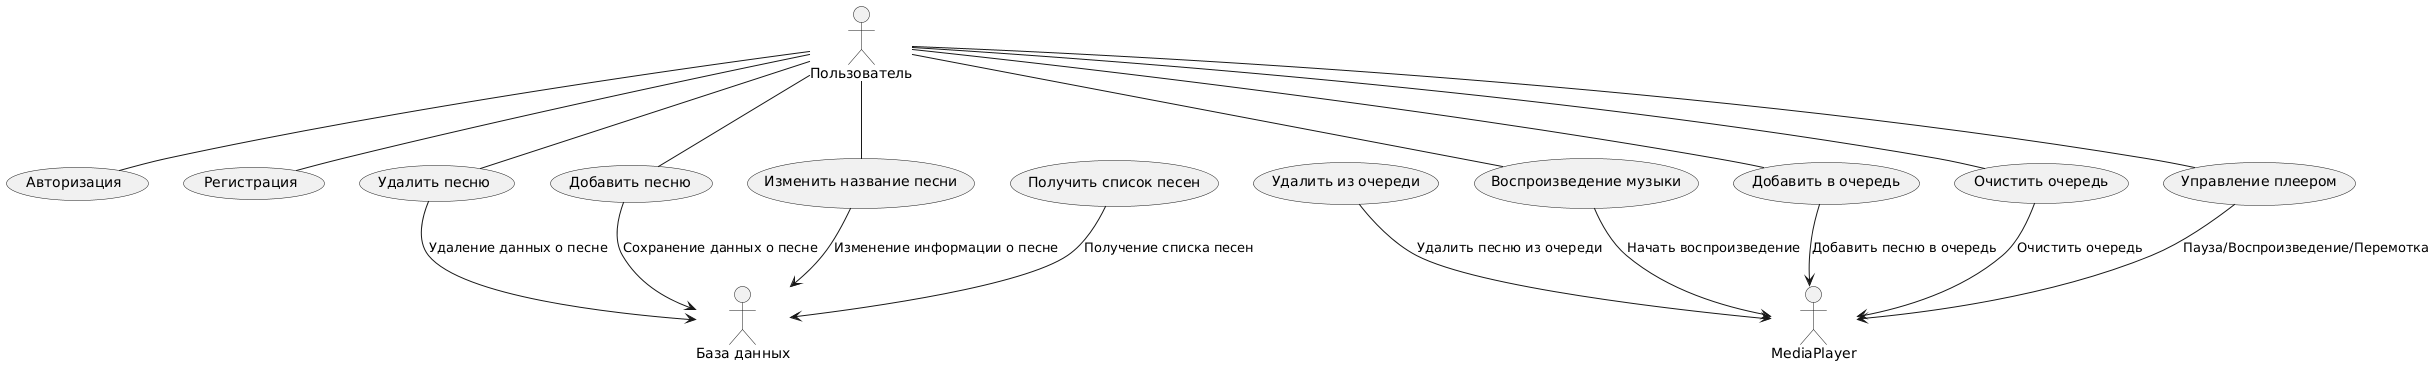 Пользователь
Авторизация
Регистрация
Удалить песню
Добавить песню
Изменить название песни
Получить список песен
Удалить из очереди
Воспроизведение музыки
Добавить в очередь
Очистить очередь
Управление плеером
Удаление данных о песне
Сохранение данных о песне
Изменение информации о песне
Получение списка песен
Удалить песню из очереди
Начать воспроизведение
Добавить песню в очередь
Очистить очередь
Пауза/Воспроизведение/Перемотка
База данных
MediaPlayer